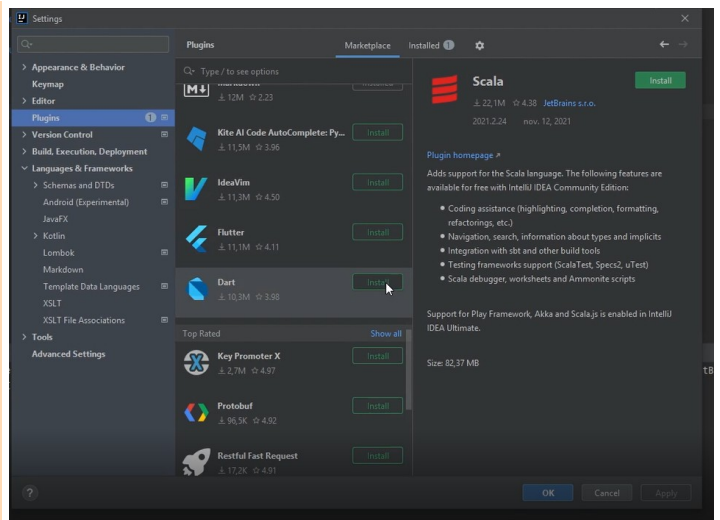 Settings
Plugins
Marketplace
Installed 1
Appearance & Behavior
Keymap
Editor
Plugins 1
Version Control
Build, Execution, Deployment
Languages & Frameworks
Schemas and DTDs
Android (Experimental)
JavaFX
Kotlin
Lombok
Markdown
Template Data Languages
XSLT
XSLT File Associations
Tools
Advanced Settings
Type / to see options
M
12M 2.23
Kite AI Code AutoComplete: Py...
Install
11,5M 3.96
IdeaVim
Install
11,3M 4.50
Flutter
Install
11,1M 4.11
Dart
Install
10,3M 3.98
Top Rated
Show all
Key Promoter X
Install
2,7M 4.97
Protobuf
Install
96,5K 4.92
Restful Fast Request
Install
17,2K 4.91
Scala
Install
22,1M 4.38 JetBrains s.r.o.
2021.2.24 nov. 12, 2021
Plugin homepage
Adds support for the Scala language. The following features are
available for free with IntelliJ IDEA Community Edition:
Coding assistance (highlighting, completion, formatting,
refactorings, etc.)
Navigation, search, information about types and implicits
Integration with sbt and other build tools
Testing frameworks support (ScalaTest, Specs2, uTest)
Scala debugger, worksheets and Ammonite scripts
Support for Play Framework, Akka and Scala.js is enabled in IntelliJ
IDEA Ultimate.
Size: 82,37 MB
tB
?
OK
Cancel
Apply